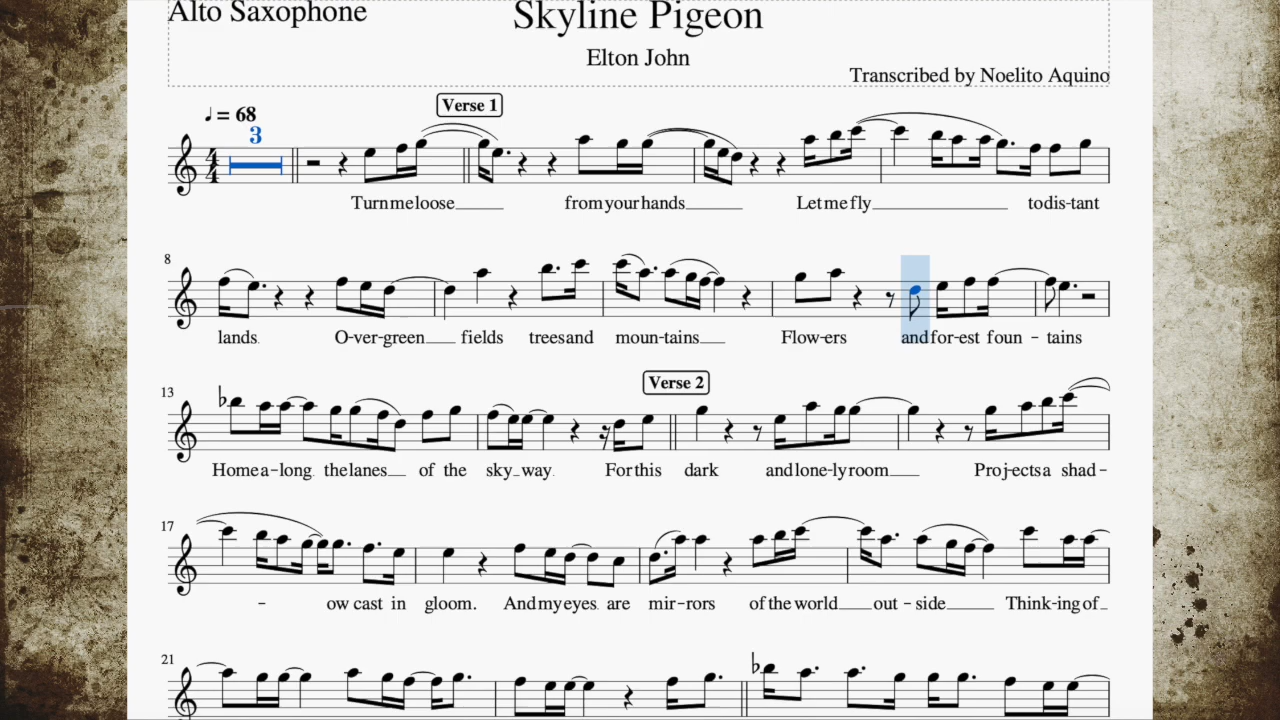 Alto Saxophone
Skyline Pigeon
Elton John
Transcribed by Noelito Aquino
♩ = 68
Verse 1
3
4
4
Turn me loose from your hands Let me fly to dis-tant
8
lands. O-ver-green fields trees and moun-tains Flow-ers and for-est foun - tains
13
Verse 2
Home a-long the lanes of the sky way. For this dark and lone-ly room Proj-ects a shad-
17
- ow cast in gloom. And my eyes are mir-rors of the world out - side Think-ing of
21